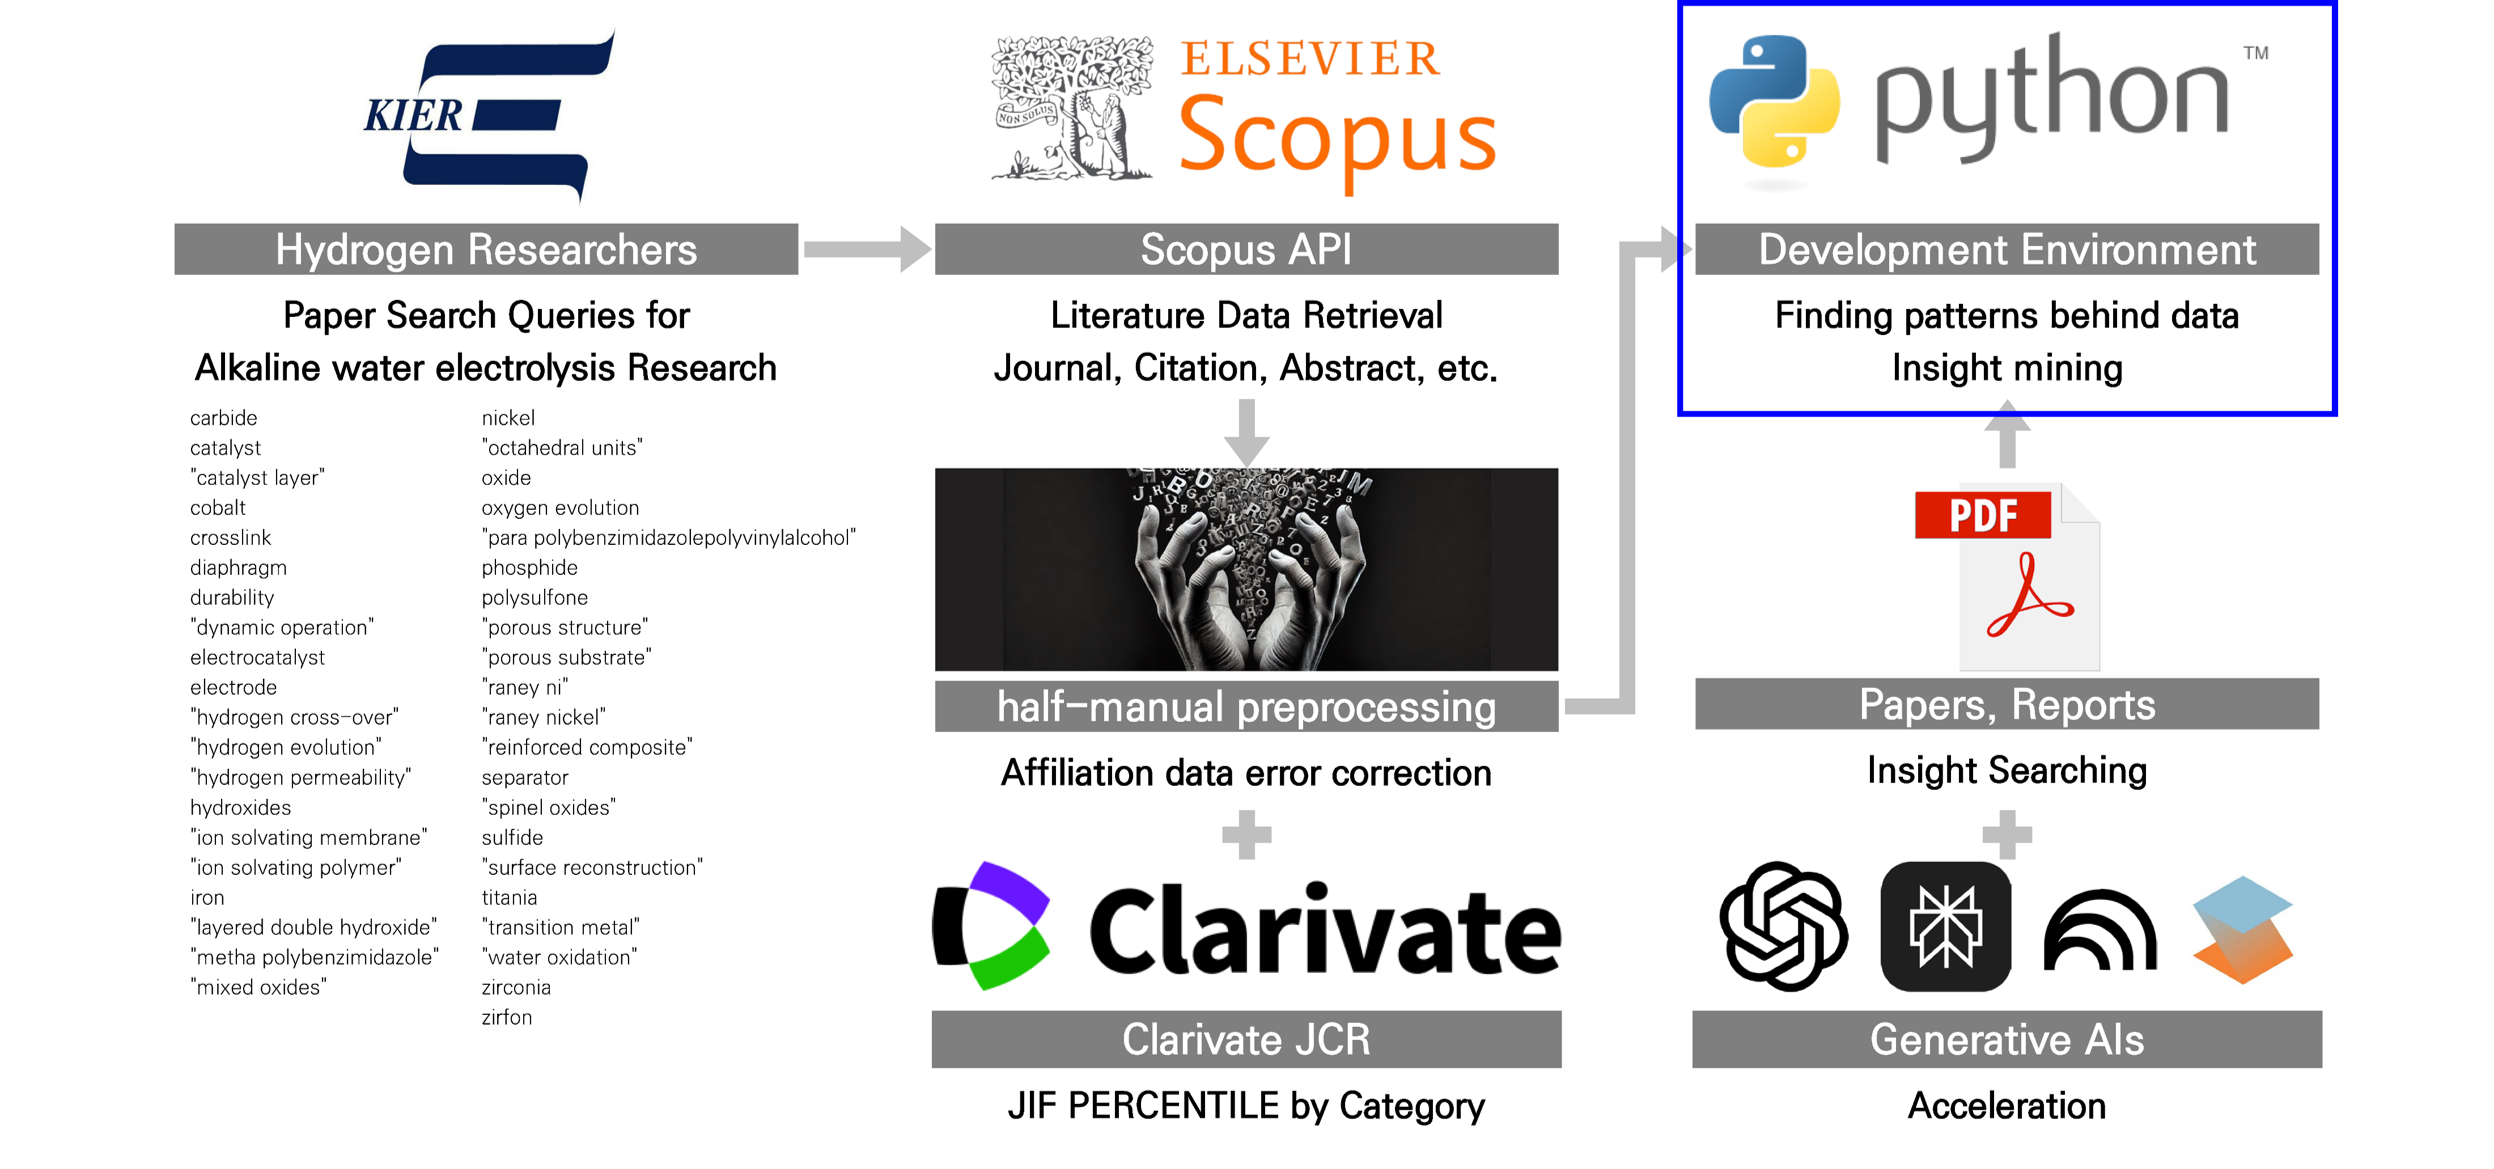 KIER
Hydrogen Researchers
Paper Search Queries for
Alkaline water electrolysis Research
carbide
catalyst
"catalyst layer"
cobalt
crosslink
diaphragm
durability
"dynamic operation"
electrocatalyst
electrode
"hydrogen cross-over"
"hydrogen evolution"
"hydrogen permeability"
hydroxides
"ion solvating membrane"
"ion solvating polymer"
iron
"layered double hydroxide"
"metha polybenzimidazole"
"mixed oxides"
nickel
"octahedral units"
oxide
oxygen evolution
"para polybenzimidazolepolyvinylalcohol"
phosphide
polysulfone
"porous structure"
"porous substrate"
"raney ni"
"raney nickel"
"reinforced composite"
separator
"spinel oxides"
sulfide
"surface reconstruction"
titania
"transition metal"
"water oxidation"
zirconia
zirfon
NON SOLUS
ELSEVIER
Scopus
Scopus API
Literature Data Retrieval
Journal, Citation, Abstract, etc.
half-manual preprocessing
Affiliation data error correction
Clarivate
Clarivate JCR
JIF PERCENTILE by Category
python™
Development Environment
Finding patterns behind data
Insight mining
PDF
Papers, Reports
Insight Searching
Generative AIs
Acceleration